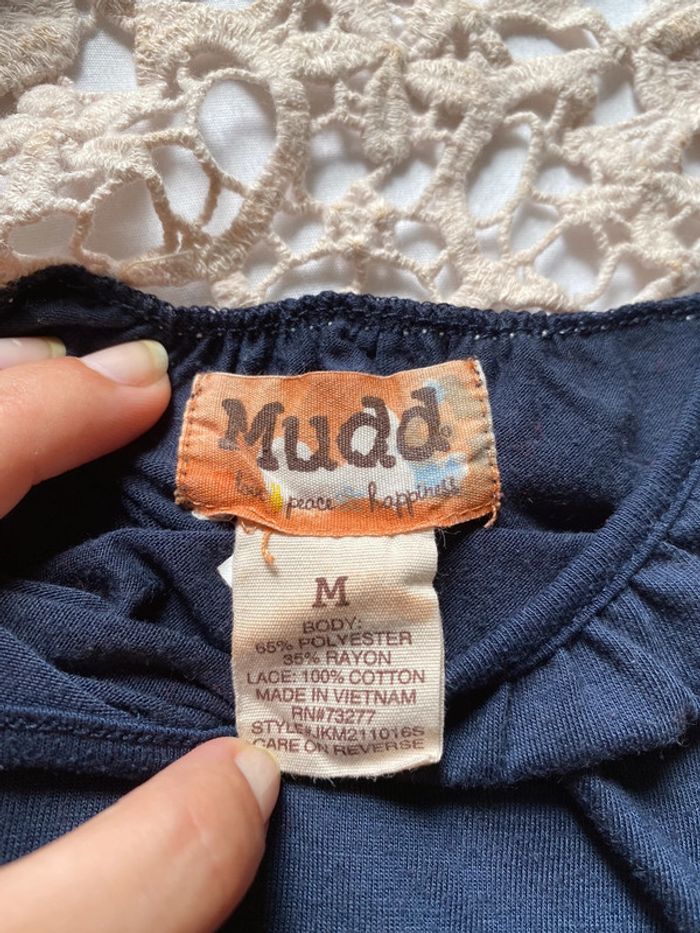 Mudd
love peace happiness
M
BODY:
65% POLYESTER
35% RAYON
LACE: 100% COTTON
MADE IN VIETNAM
RN#73277
STYLE#JKM211016S
CARE ON REVERSE